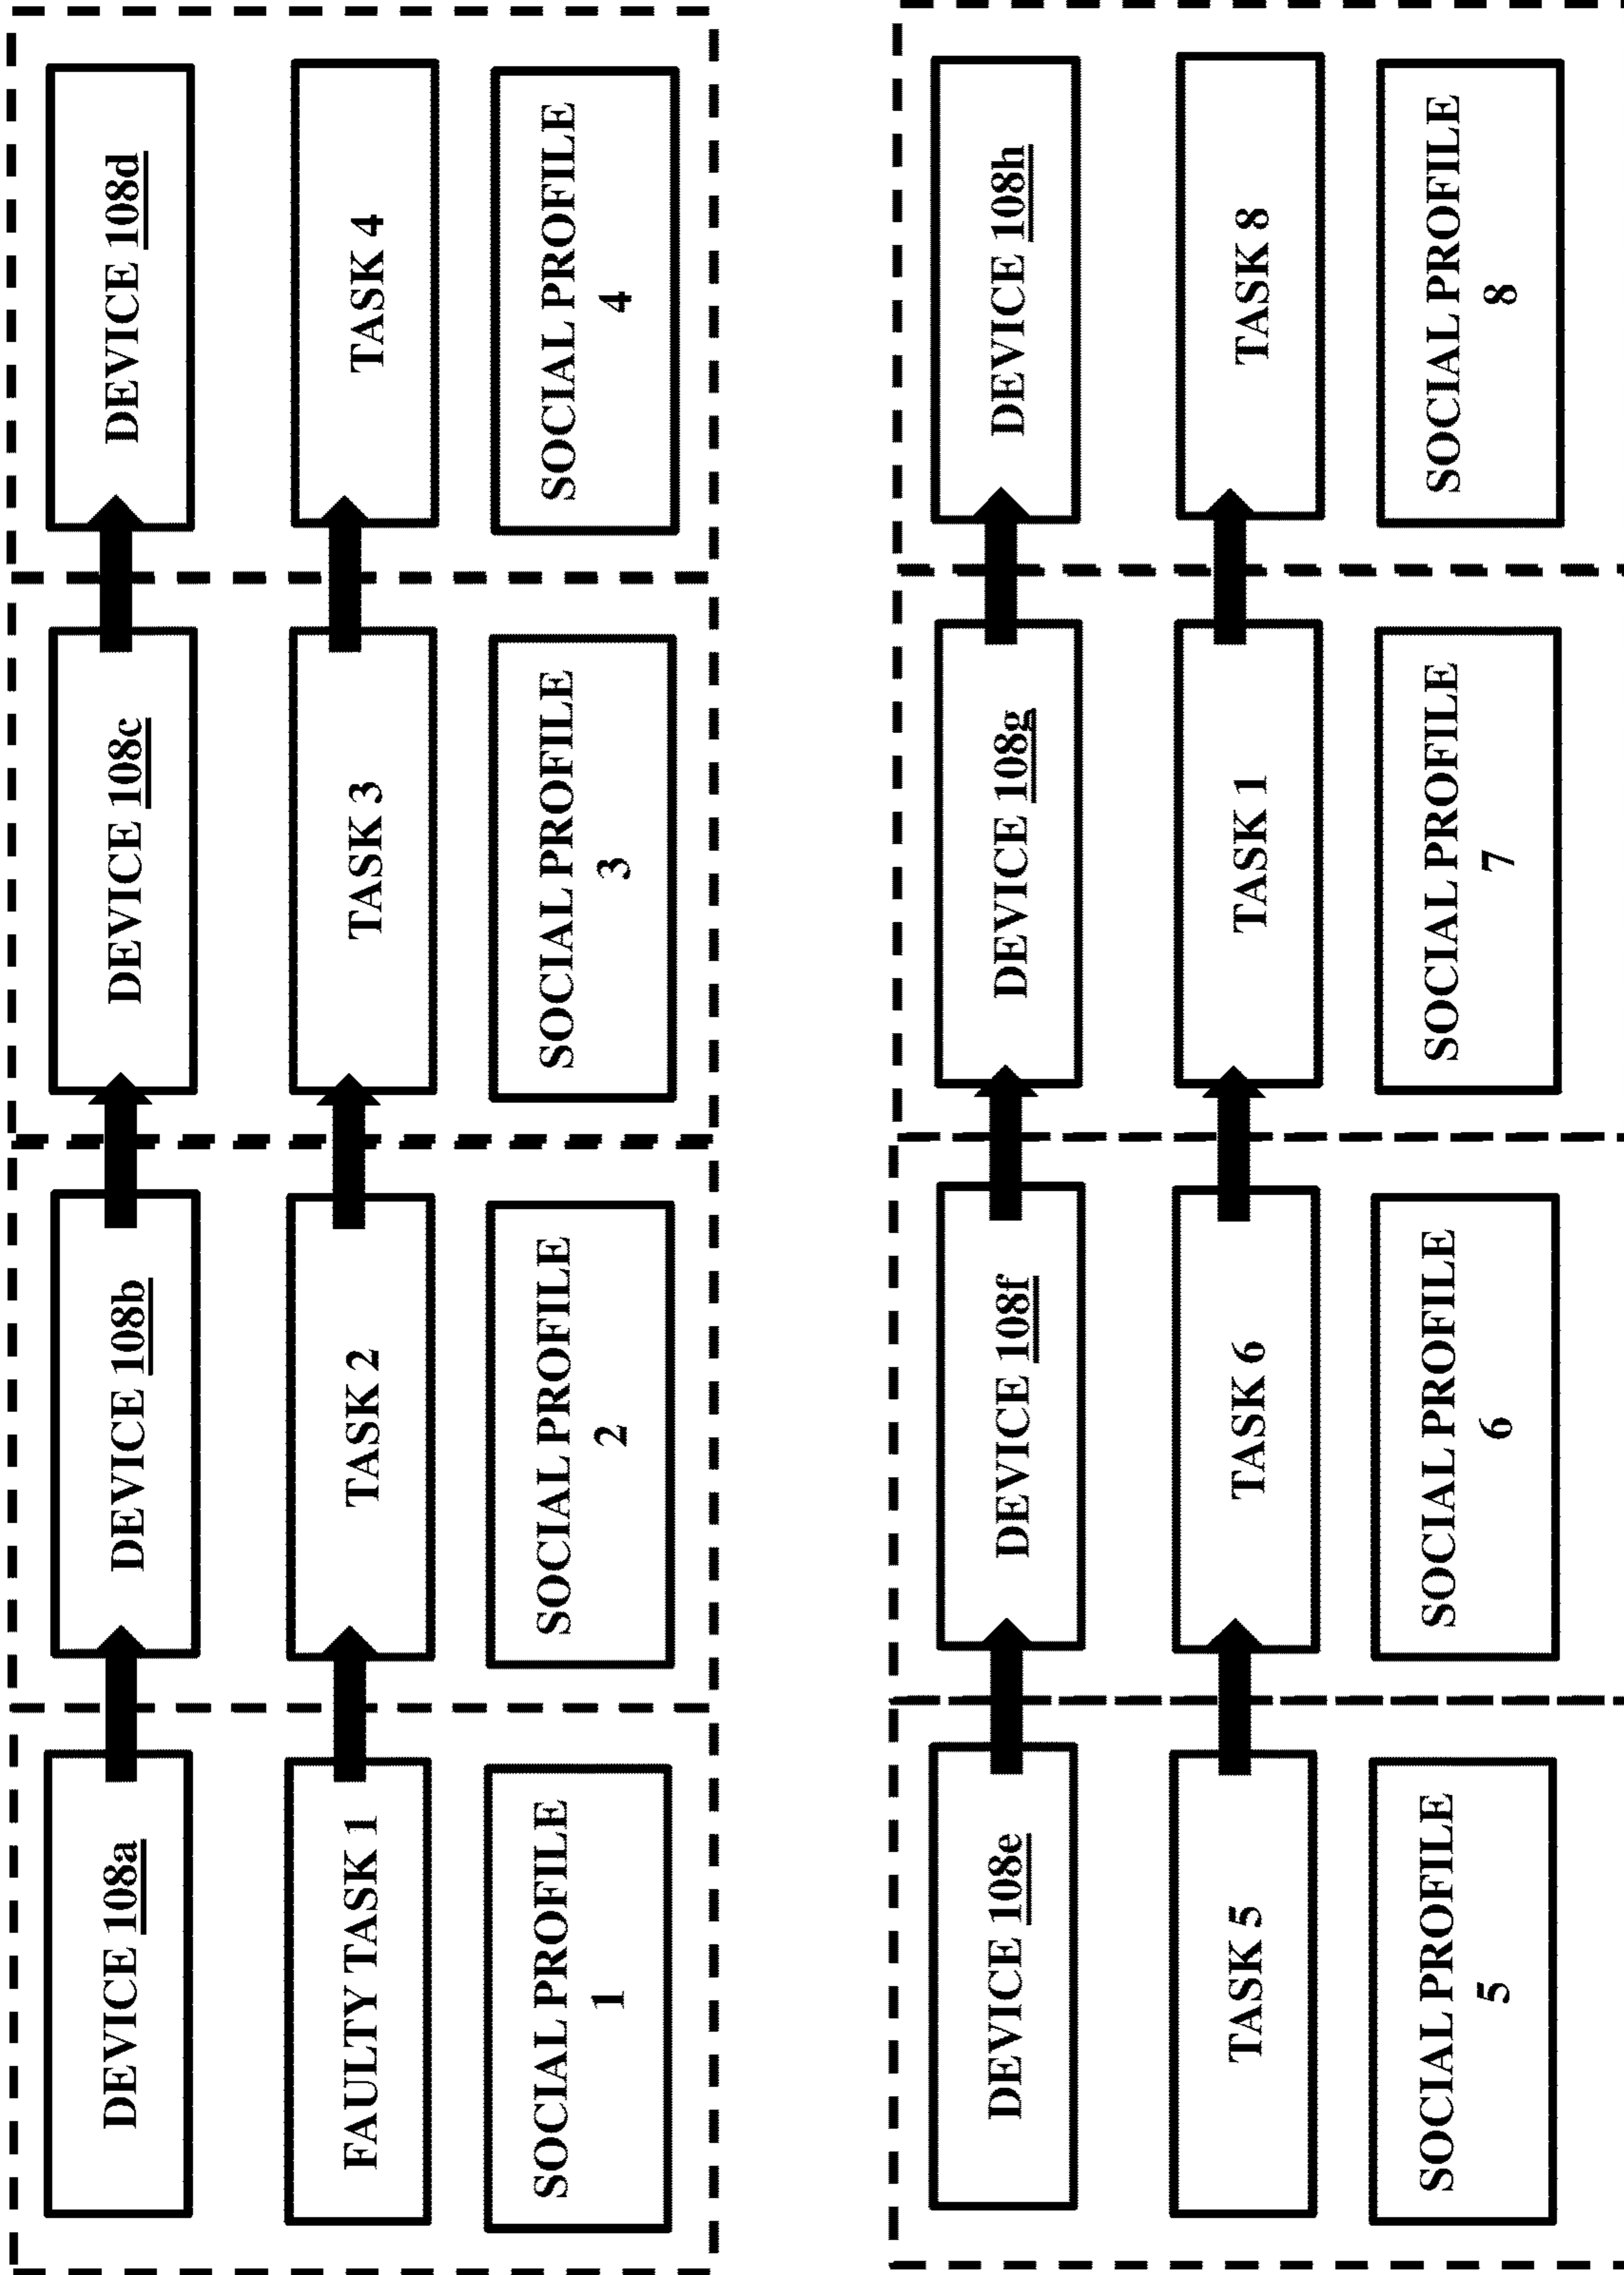 DEVICE 108a
FAULTY TASK 1
SOCIAL PROFILE
1
DEVICE 108b
TASK 2
SOCIAL PROFILE
2
DEVICE 108c
TASK 3
SOCIAL PROFILE
3
DEVICE 108d
TASK 4
SOCIAL PROFILE
4
DEVICE 108e
TASK 5
SOCIAL PROFILE
5
DEVICE 108f
TASK 6
SOCIAL PROFILE
6
DEVICE 108g
TASK 1
SOCIAL PROFILE
7
DEVICE 108h
TASK 8
SOCIAL PROFILE
8